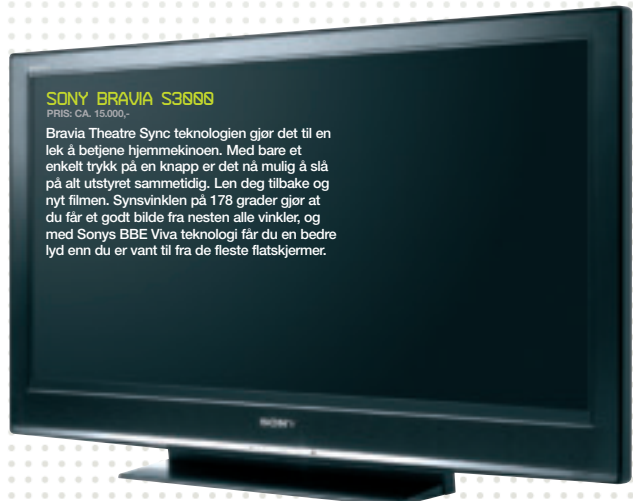 SONY BRAVIA S3000
PRIS: CA. 15.000,-
Bravia Theatre Sync teknologien gjør det til en
lek å betjene hjemmekinoen. Med bare et
enkelt trykk på en knapp er det nå mulig å slå
på alt utstyret sammetidig. Len deg tilbake og
nyt filmen. Synsvinklen på 178 grader gjør at
du får et godt bilde fra nesten alle vinkler, og
med Sonys BBE Viva teknologi får du en bedre
lyd enn du er vant til fra de fleste flatskjermer.
SONY